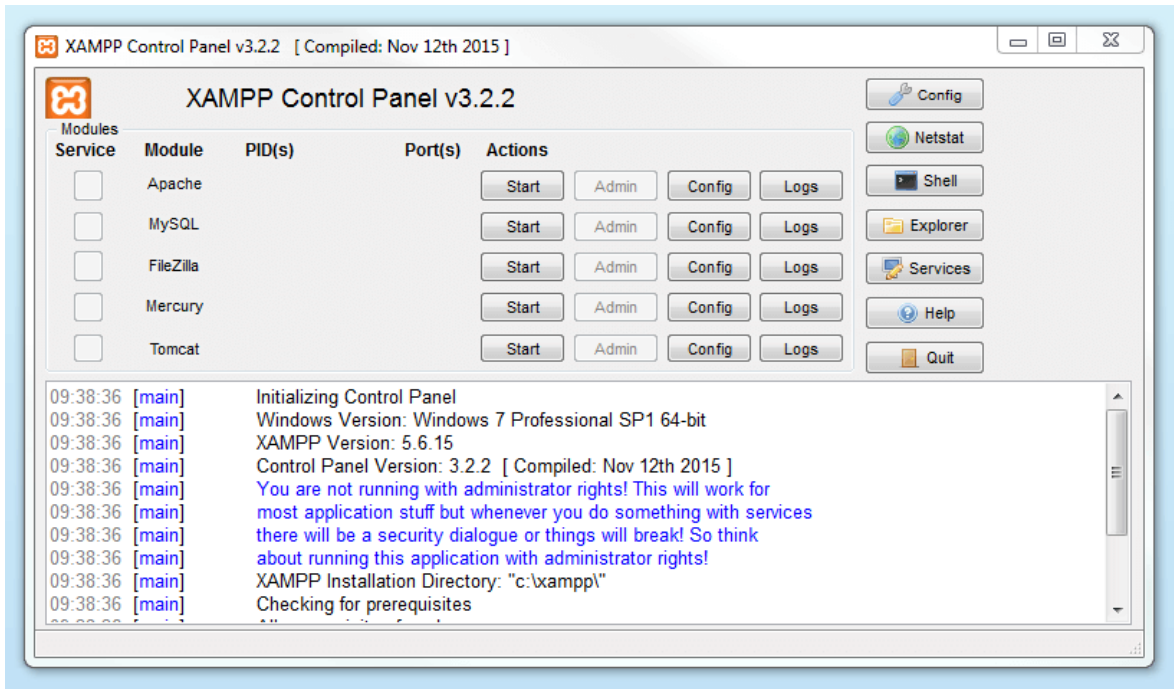 XAMPP Control Panel v3.2.2 [ Compiled: Nov 12th 2015 ]
XAMPP Control Panel v3.2.2
Config
Modules
Netstat
Service Module PID(s) Port(s) Actions
Apache Start Admin Config Logs
Shell
MySQL Start Admin Config Logs
Explorer
FileZilla Start Admin Config Logs
Services
Mercury Start Admin Config Logs
Help
Tomcat Start Admin Config Logs
Quit
09:38:36 [main] Initializing Control Panel
09:38:36 [main] Windows Version: Windows 7 Professional SP1 64-bit
09:38:36 [main] XAMPP Version: 5.6.15
09:38:36 [main] Control Panel Version: 3.2.2 [ Compiled: Nov 12th 2015 ]
09:38:36 [main] You are not running with administrator rights! This will work for
09:38:36 [main] most application stuff but whenever you do something with services
09:38:36 [main] there will be a security dialogue or things will break! So think
09:38:36 [main] about running this application with administrator rights!
09:38:36 [main] XAMPP Installation Directory: "c:\xampp\"
09:38:36 [main] Checking for prerequisites